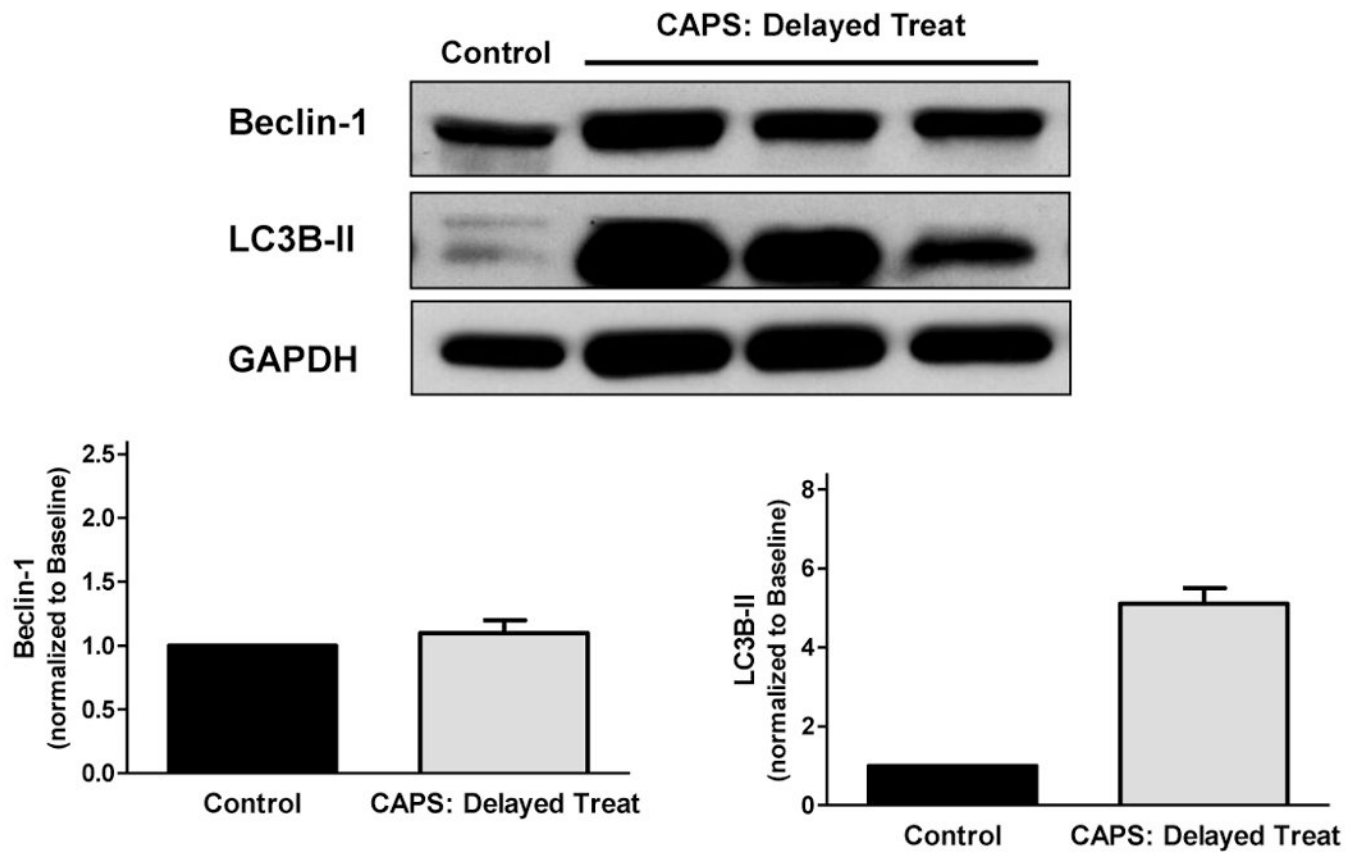 CAPS: Delayed Treat
Control
Beclin-1
LC3B-II
GAPDH
Beclin-1
(normalized to Baseline)
2.5
2.0
1.5
1.0
0.5
0.0
Control
CAPS: Delayed Treat
LC3B-II
(normalized to Baseline)
8
6
4
2
0
Control
CAPS: Delayed Treat